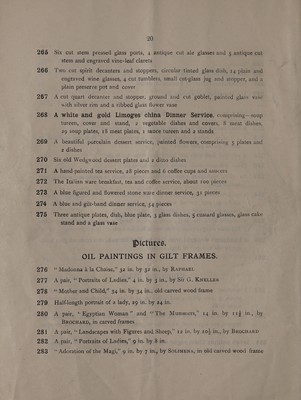 20
265 Six cut stem pressed glass ports, 4 antique cut ale glasses and 3 antique cut
stem and engraved vine-leaf clarets
266 Two cut spirit decanters and stoppers, circular tinted glass dish, 14 plain and
engraved wine glasses, 4 cut tumblers, small cut-glass jug and stopper, and a
plain preserve pot and cover
267 A cut quart decanter and stopper, ground and cut goblet, painted glass vase
with silver rim and a ribbed glass flower vase
268 A white and gold Limoges china Dinner Service, comprising soup
tureen, cover and stand, 2 vegetable dishes and covers, 8 meat dishes,
29 soup plates, 18 meat plates, 1 sauce tureen and 2 stands
269 A beautiful porcelain dessert service, painted flowers, comprising 3 plates and
2 dishes
270 Six old Wedgwood dessert plates and 2 ditto dishes
271 A hand painted tea service, 28 pieces and 6 coffee cups and saucers
272 The Italian ware breakfast, tea and coffee service, about 100 pieces
273 A blue figured and flowered stone ware dinner service, 31 pieces
274 A blue and gilt-bend dinner service, 54 pieces
275 Three antique plates, dish, blue plate, 3 glass dishes, 5 custard glasses, glass cake
stand and a glass vase
Pictures.
OIL PAINTINGS IN GILT FRAMES.
276 "Madonna à la Chaise," 32 in. by 32 in., by RAPHAEL
277 A pair, "Portraits of Ladies," 4 in. by 3 in., by Sir G. KNELLER
278 "Mother and Child," 34 in. by 34 in., old carved wood frame
279 Half-length portrait of a lady, 29 in. by 24 in.
280 A pair, "Egyptian Woman" and "The Mummers," 14 in. by 11½ in., by
BROCHARD, in carved frames
281 A pair, "Landscapes with Figures and Sheep," 12 in. by 10½ in., by BROCHARD
282 A pair, "Portraits of Ladies," 9 in. by 8 in.
283 "Adoration of the Magi," 9 in. by 7 in., by SOLIMENA, in old carved wood frame